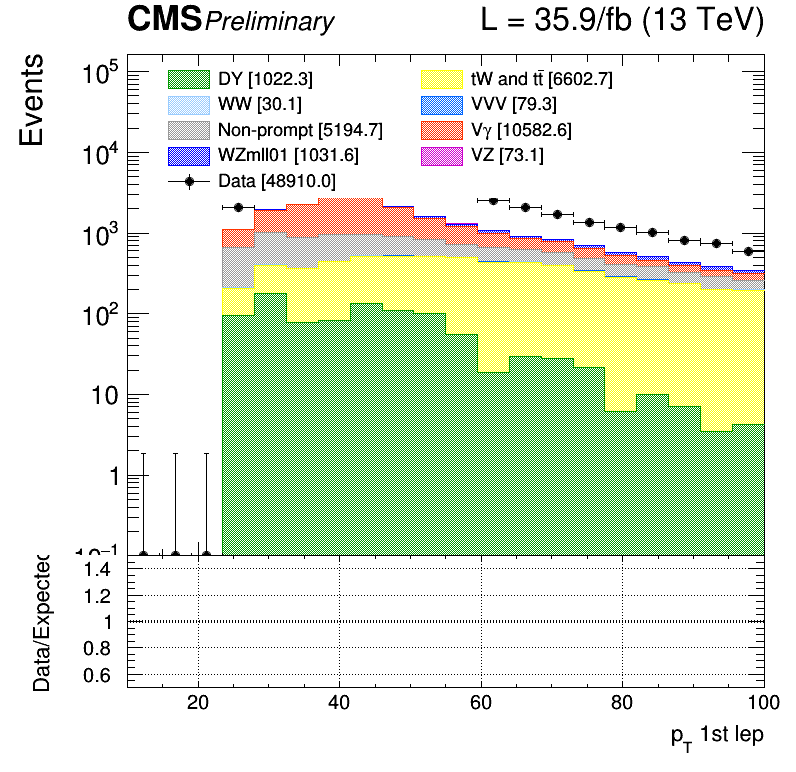 CMS Preliminary L = 35.9/fb (13 TeV)
Events
10⁵
10⁴
10³
10²
10
1
10⁻¹
DY [1022.3]
tW and tt̄ [6602.7]
WW [30.1]
VVV [79.3]
Non-prompt [5194.7]
Vγ [10582.6]
WZmll01 [1031.6]
VZ [73.1]
Data [48910.0]
Data/Expected
1.4
1.2
1
0.8
0.6
20 40 60 80 100
p_T 1st lep